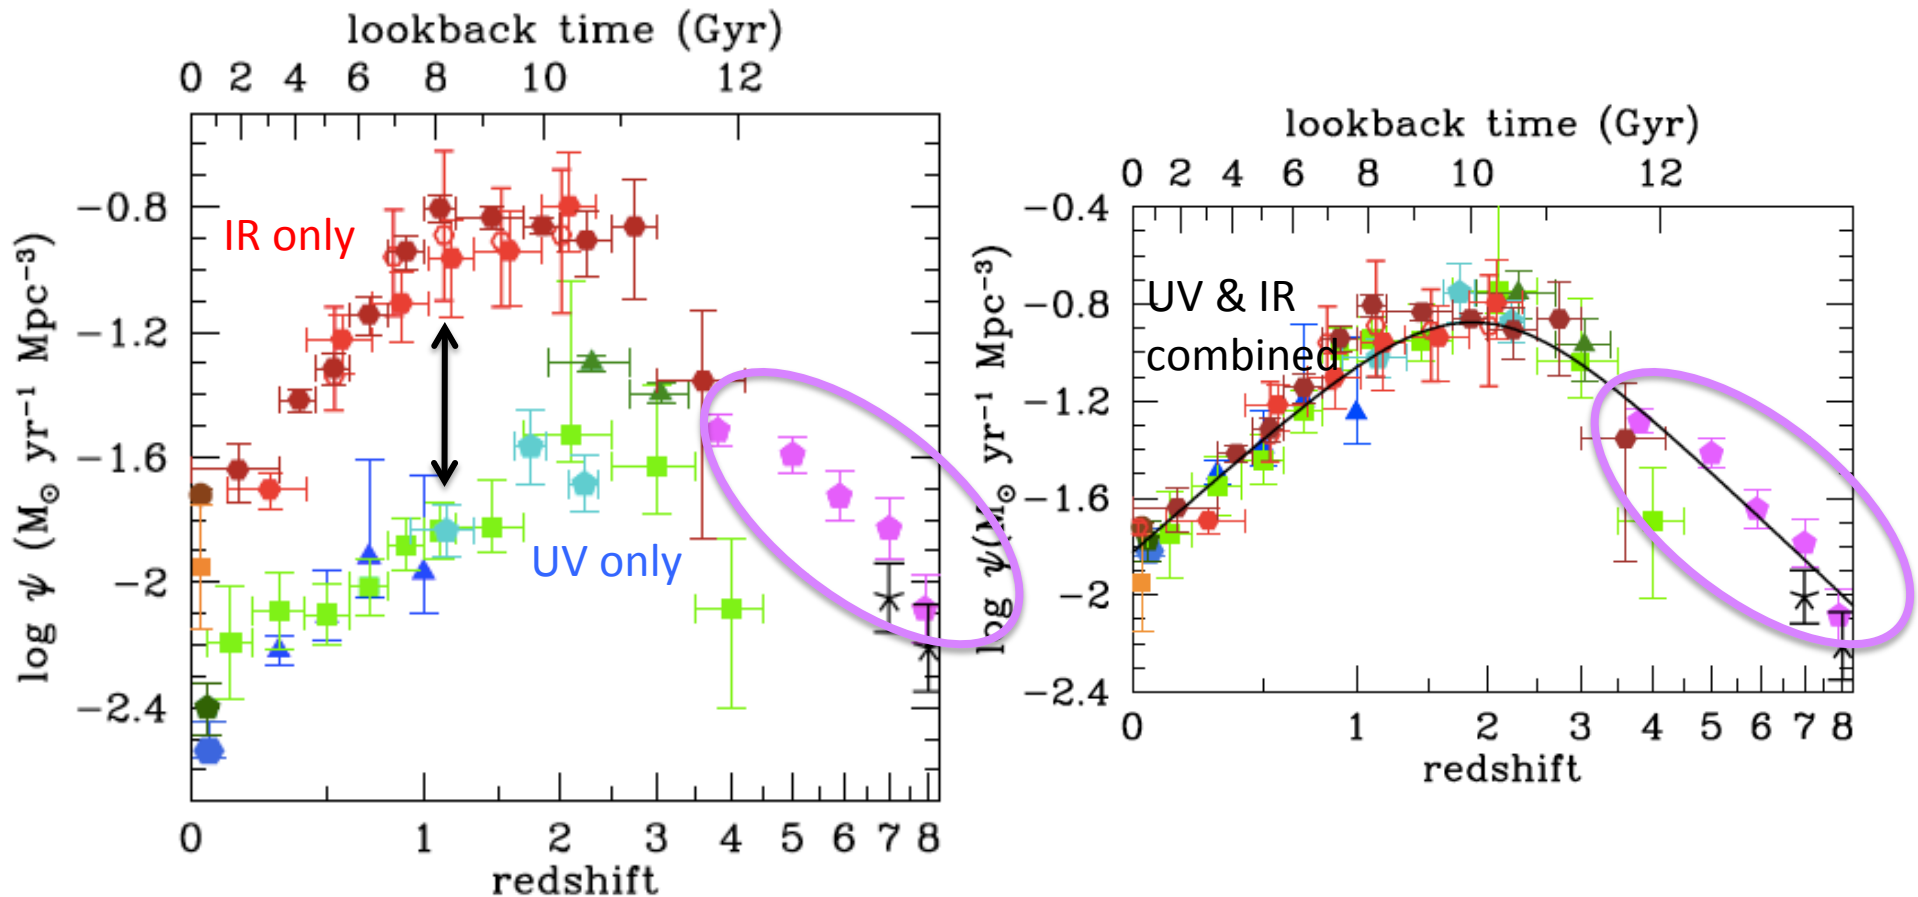 lookback time (Gyr)
0 2 4 6 8 10 12
−0.8
−1.2
−1.6
−2
−2.4
log ψ (M⊙ yr⁻¹ Mpc⁻³)
IR only
UV only
0 1 2 3 4 5 6 7 8
redshift
lookback time (Gyr)
0 2 4 6 8 10 12
−0.4
−0.8
−1.2
−1.6
−2
−2.4
log ψ(M⊙ yr⁻¹ Mpc⁻³)
UV & IR
combined
0 1 2 3 4 5 6 7 8
redshift